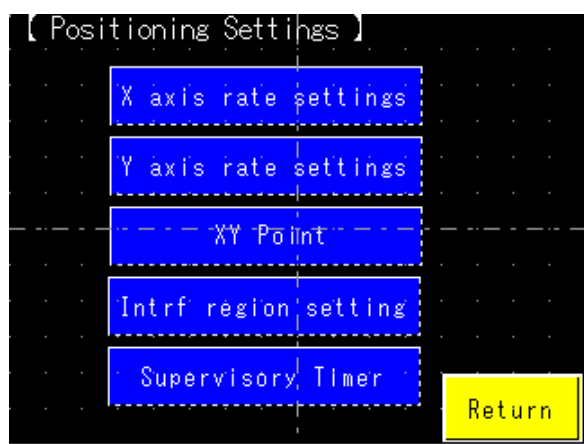 【 Positioning Settings 】
X axis rate settings
Y axis rate settings
XY Point
Intrf region setting
Supervisory Timer
Return